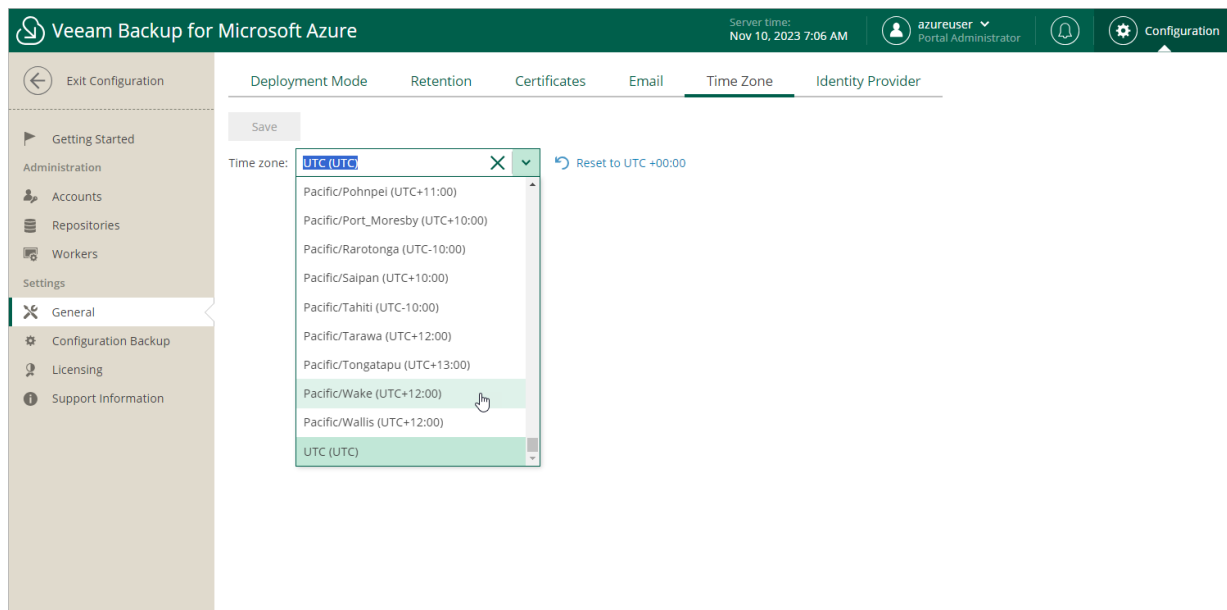 Veeam Backup for Microsoft Azure
Server time:
Nov 10, 2023 7:06 AM
azureuser
Portal Administrator
Configuration
Exit Configuration
Getting Started
Administration
Accounts
Repositories
Workers
Settings
General
Configuration Backup
Licensing
Support Information
Deployment Mode Retention Certificates Email Time Zone Identity Provider
Save
Time zone: UTC (UTC) Reset to UTC +00:00
Pacific/Pohnpei (UTC+11:00)
Pacific/Port_Moresby (UTC+10:00)
Pacific/Rarotonga (UTC-10:00)
Pacific/Saipan (UTC+10:00)
Pacific/Tahiti (UTC-10:00)
Pacific/Tarawa (UTC+12:00)
Pacific/Tongatapu (UTC+13:00)
Pacific/Wake (UTC+12:00)
Pacific/Wallis (UTC+12:00)
UTC (UTC)